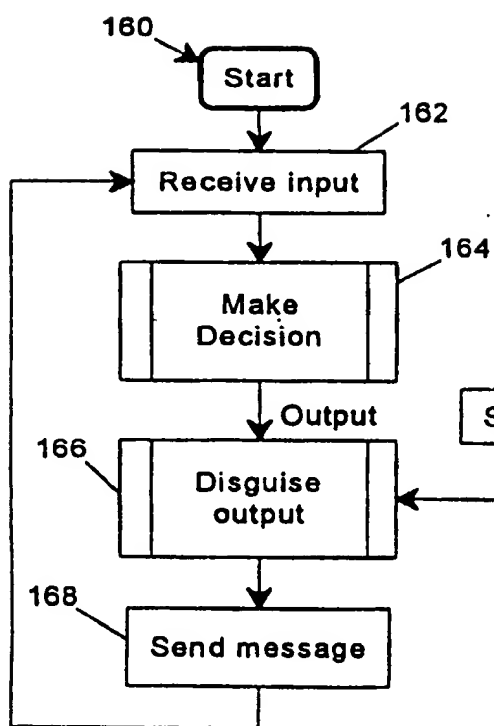 160
Start
162
Receive input
164
Make
Decision
Output
S
166
Disguise
output
168
Send message